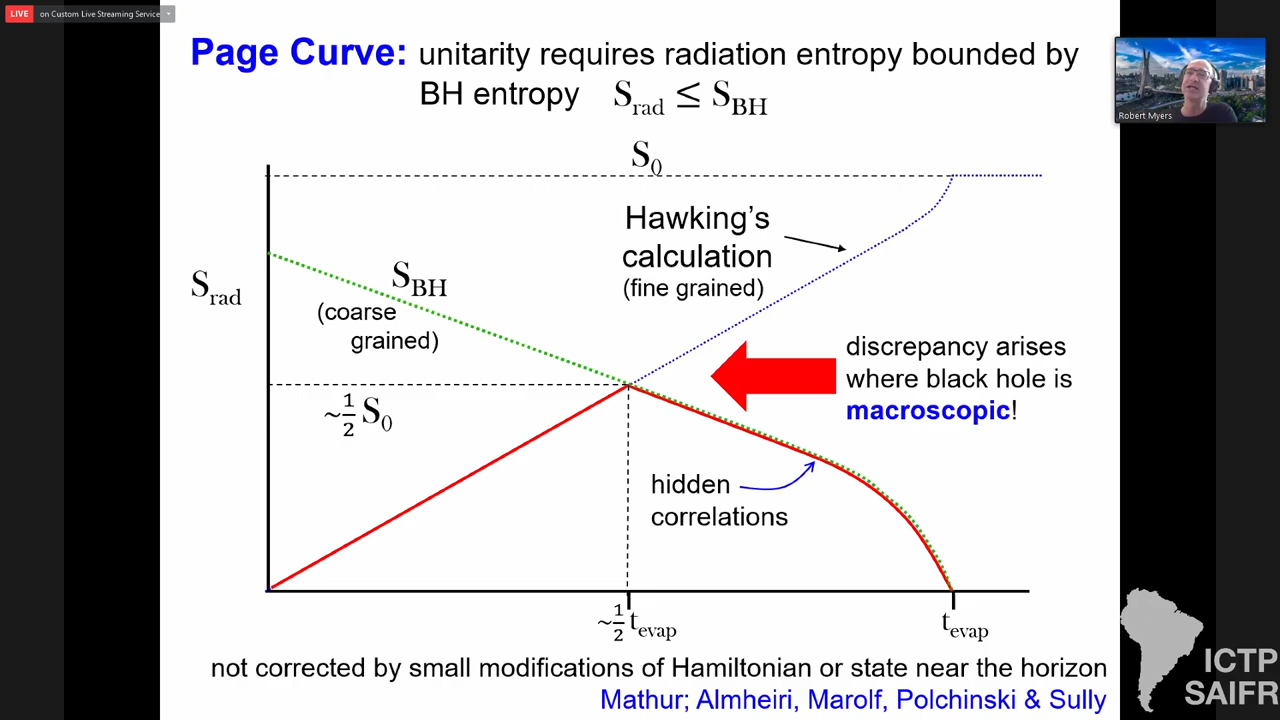 LIVE on Custom Live Streaming Service
Page Curve: unitarity requires radiation entropy bounded by
BH entropy S_rad ≤ S_BH
Robert Myers
S_0
Hawking's
calculation
(fine grained)
S_rad
S_BH
(coarse
grained)
discrepancy arises
where black hole is
macroscopic!
~1/2 S_0
hidden
correlations
~1/2 t_evap
t_evap
not corrected by small modifications of Hamiltonian or state near the horizon
Mathur; Almheiri, Marolf, Polchinski & Sully
ICTP
SAIFR